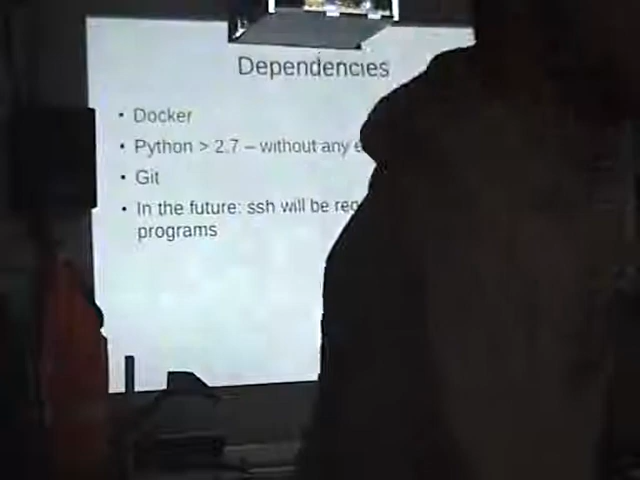 Dependencies
• Docker
• Python > 2.7 – without any
• Git
• In the future: ssh will be
programs